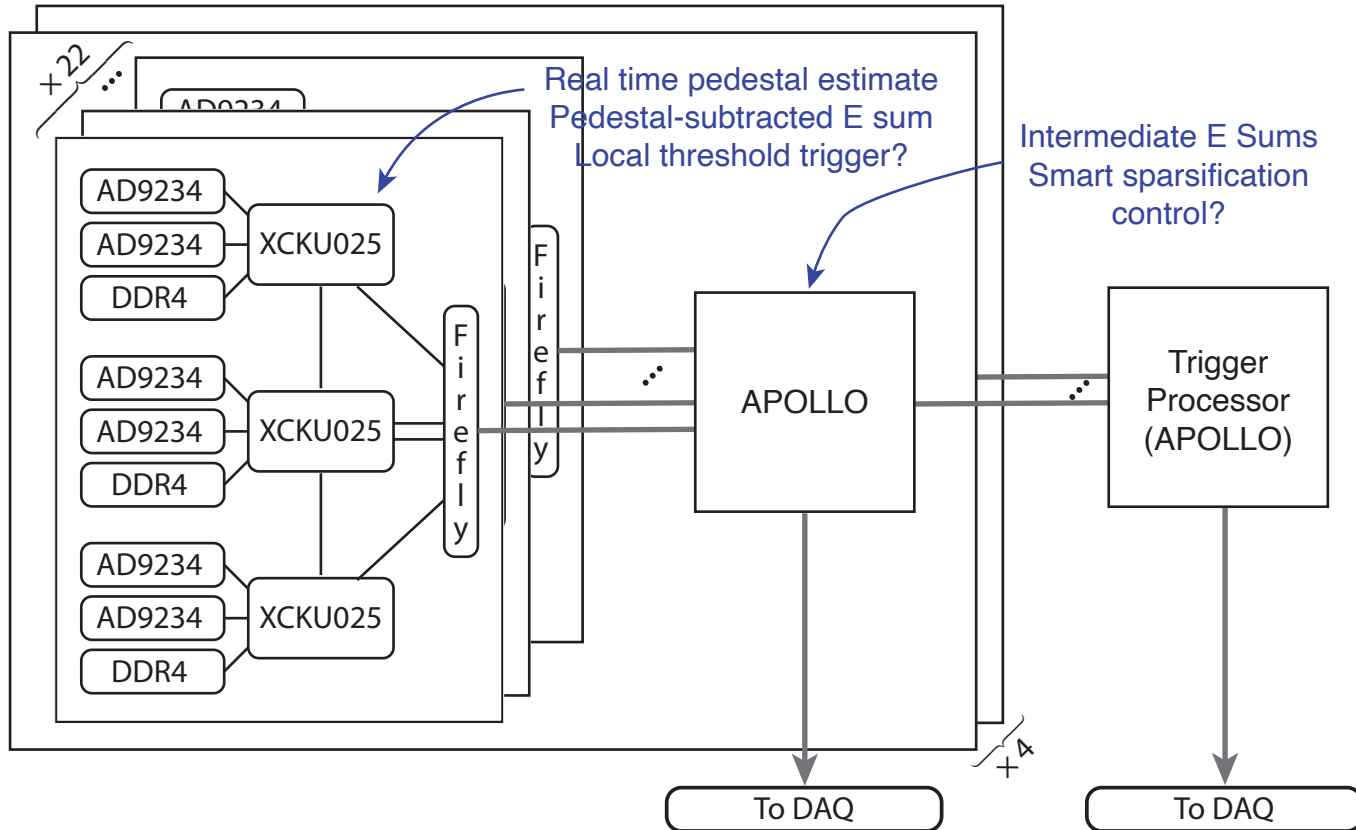 × 22
...
AD9234
Real time pedestal estimate
Pedestal-subtracted E sum
Local threshold trigger?
Intermediate E Sums
Smart sparsification
control?
AD9234
AD9234
DDR4
XCKU025
AD9234
AD9234
DDR4
XCKU025
AD9234
AD9234
DDR4
XCKU025
Firefly
Firefly
...
APOLLO
...
Trigger
Processor
(APOLLO)
× 4
To DAQ
To DAQ